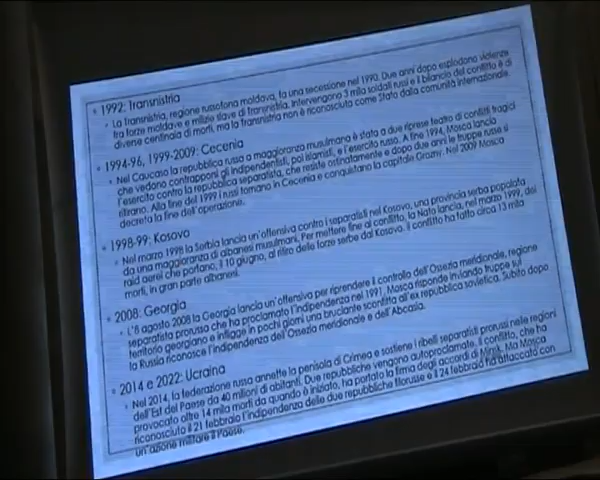 1992: Transnistria
La Transnistria, regione russofona moldava, fa una secessione nel 1990. Due anni dopo esplodono violenze
tra forze moldave e milizie slave di Transnistria. Intervengono 3 mila soldati russi e il bilancio del conflitto è di
diverse centinaia di morti, ma la Transnistria non è riconosciuta come Stato dalla comunità internazionale.
1994-96, 1999-2009: Cecenia
Nel Caucaso la repubblica russa a maggioranza musulmana è stata a due riprese teatro di conflitti tragici
che vedono contrapposti gli indipendentisti, poi islamisti, e l'esercito russo. A fine 1994, Mosca lancia
l'esercito contro la repubblica separatista, che resiste ostinatamente e dopo due anni le truppe russe si
ritirano. Alla fine del 1999 i russi tornano in Cecenia e conquistano la capitale Grozny. Nel 2009 Mosca
decreta la fine dell'operazione.
1998-99: Kosovo
Nel marzo 1998 la Serbia lancia un'offensiva contro i separatisti nel Kosovo, una provincia serba popolata
da una maggioranza di albanesi musulmani. Per mettere fine al conflitto, la Nato lancia, nel marzo 1999, dei
raid aerei che portano, il 10 giugno, al ritiro delle forze serbe dal Kosovo. Il conflitto ha fatto circa 13 mila
morti, in gran parte albanesi.
2008: Georgia
L'8 agosto 2008 la Georgia lancia un'offensiva per riprendere il controllo dell'Ossezia meridionale, regione
separatista prorussa che ha proclamato l'indipendenza nel 1991. Mosca risponde inviando truppe sul
territorio georgiano e infligge in pochi giorni una bruciante sconfitta all'ex repubblica sovietica. Subito dopo
la Russia riconosce l'indipendenza dell'Ossezia meridionale e dell'Abcazia.
2014 e 2022: Ucraina
Nel 2014, la federazione russa annette la penisola di Crimea e sostiene i ribelli separatisti prorussi nelle regioni
dell'Est del Paese da 40 milioni di abitanti. Due repubbliche vengono autoproclamate. Il conflitto, che ha
provocato oltre 14 mila morti da quando è iniziato, ha portato la firma degli accordi di Minsk. Ma Mosca
riconosciuto il 21 febbraio l'indipendenza delle due repubbliche filorusse e il 24 febbraio ha attaccato con
un'azione militare il Paese.